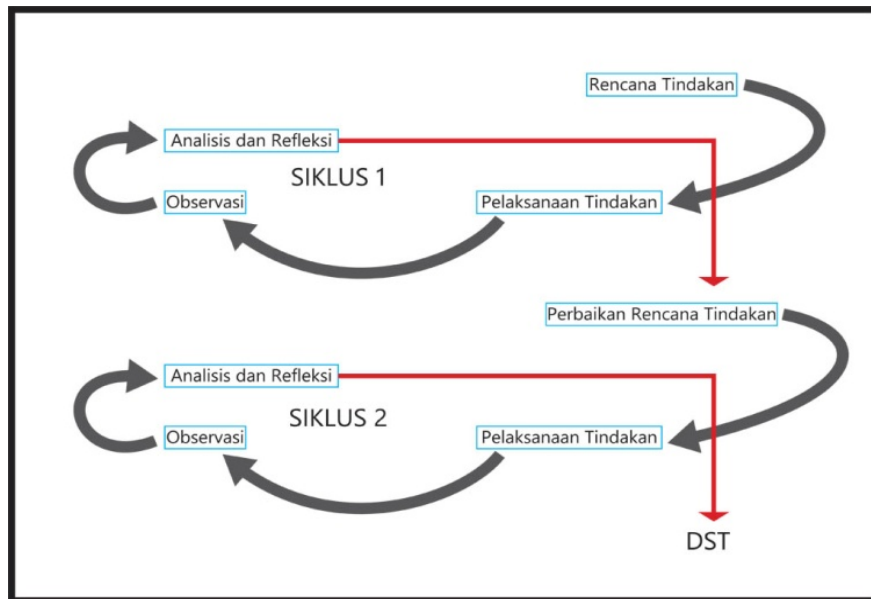 Rencana Tindakan
Analisis dan Refleksi
SIKLUS 1
Observasi
Pelaksanaan Tindakan
Perbaikan Rencana Tindakan
Analisis dan Refleksi
SIKLUS 2
Observasi
Pelaksanaan Tindakan
DST